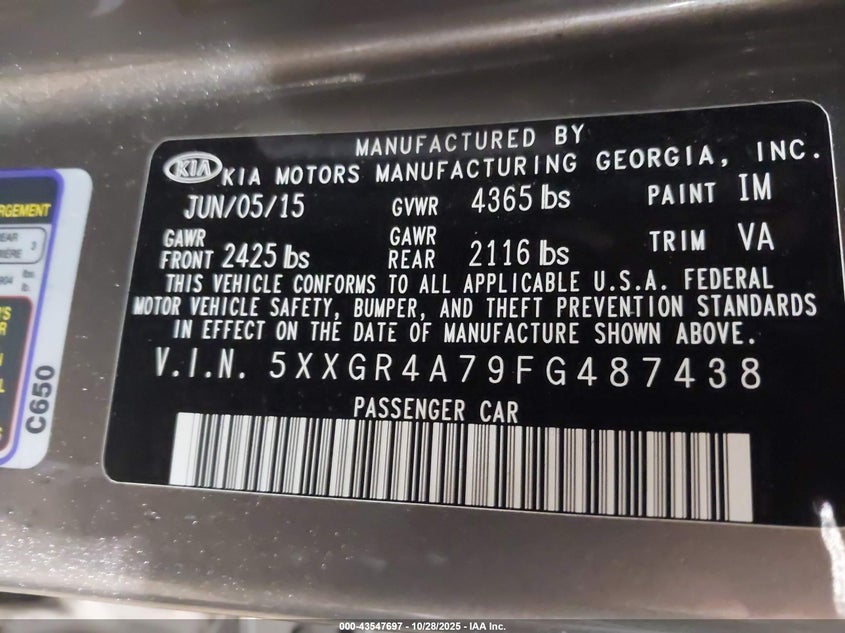 MANUFACTURED BY
KIA KIA MOTORS MANUFACTURING GEORGIA, INC.
JUN/05/15 GVWR 4365 lbs PAINT IM
GAWR FRONT 2425 lbs GAWR REAR 2116 lbs TRIM VA
THIS VEHICLE CONFORMS TO ALL APPLICABLE U.S.A. FEDERAL
MOTOR VEHICLE SAFETY, BUMPER, AND THEFT PREVENTION STANDARDS
IN EFFECT ON THE DATE OF MANUFACTURE SHOWN ABOVE.
V.I.N. 5XXGR4A79FG487438
PASSENGER CAR
C650
000-43547697 - 10/28/2025 - IAA Inc.